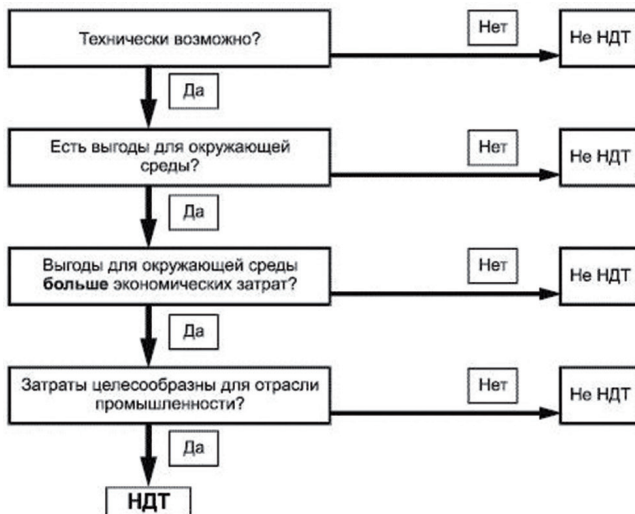 Технически возможно?
Нет
Не НДТ
Да
Есть выгоды для окружающей
среды?
Нет
Не НДТ
Да
Выгоды для окружающей среды
больше экономических затрат?
Нет
Не НДТ
Да
Затраты целесообразны для отрасли
промышленности?
Нет
Не НДТ
Да
НДТ